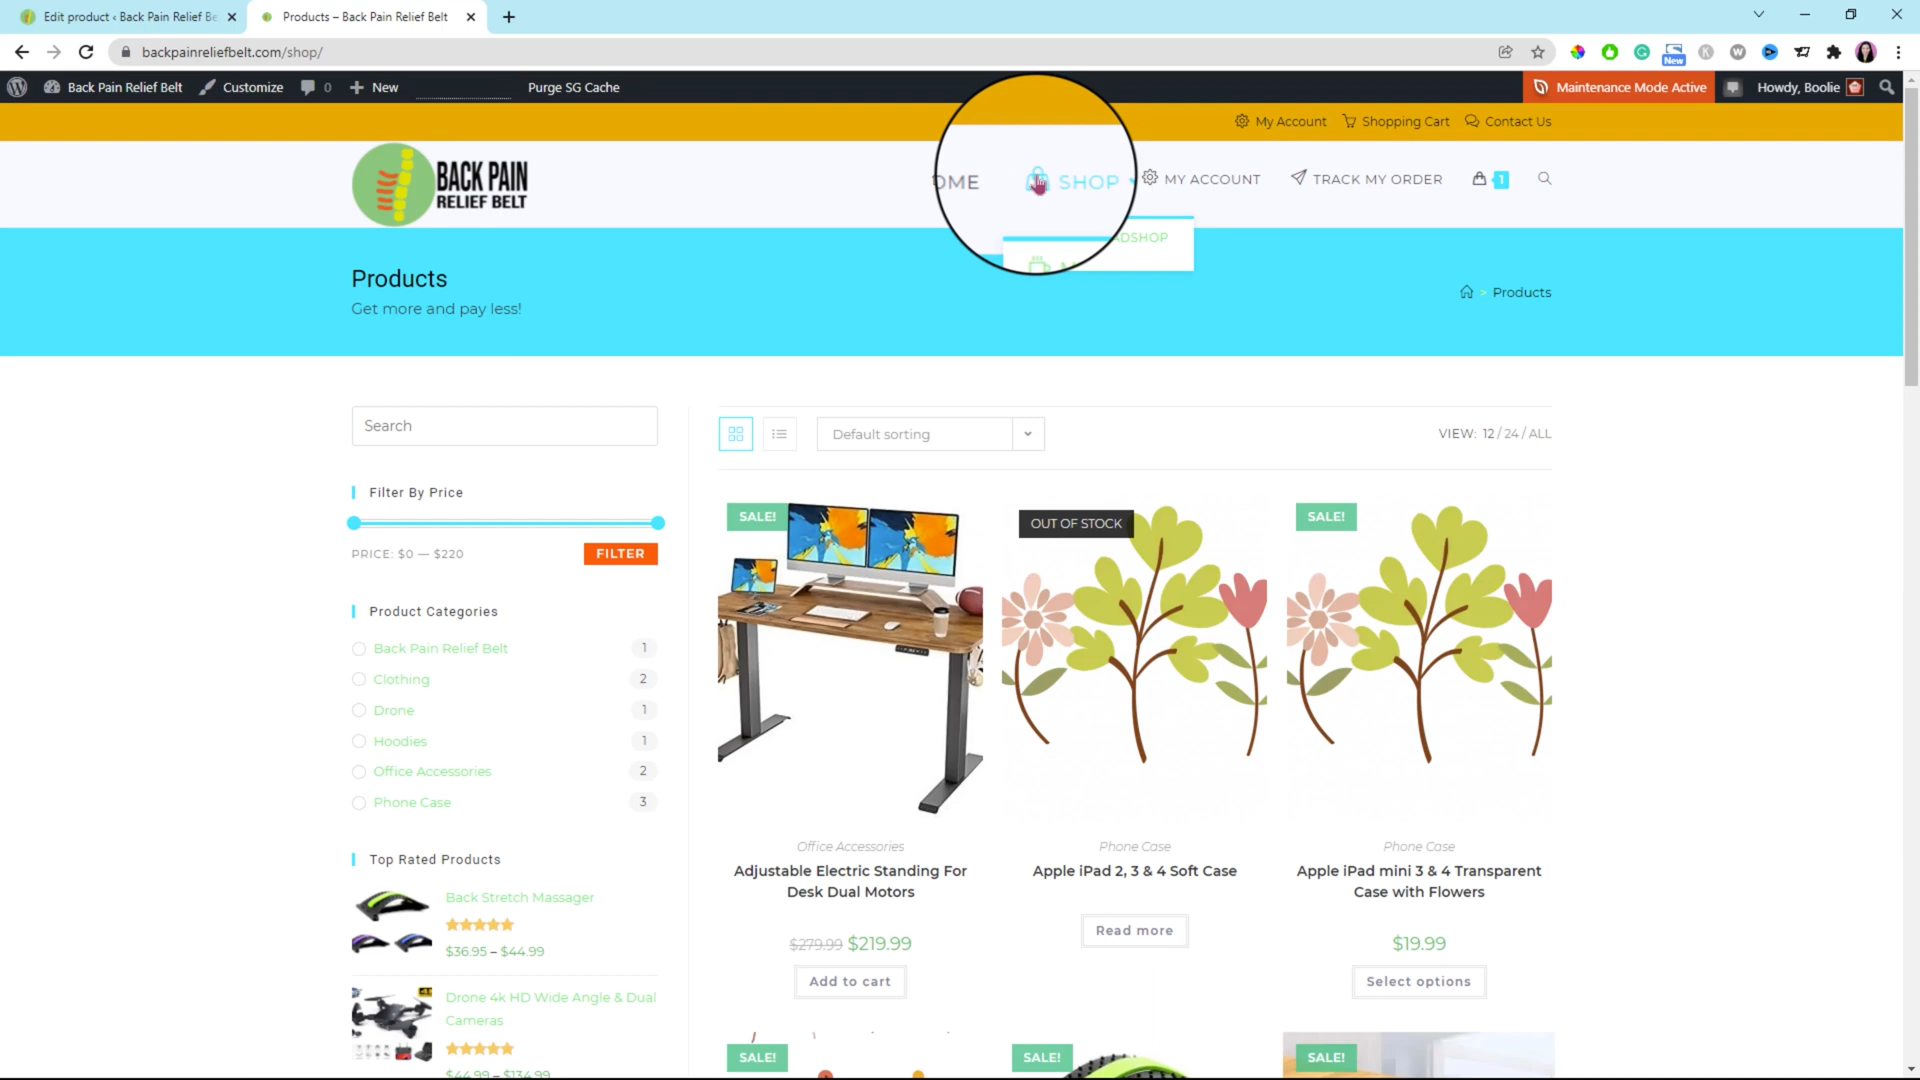 Edit product ‹ Back Pain Relief Be
Products – Back Pain Relief Belt
backpainreliefbelt.com/shop/
New
Back Pain Relief Belt
Customize
0
New
Purge SG Cache
Maintenance Mode Active
Howdy, Boolie
My Account
Shopping Cart
Contact Us
BACK PAIN
RELIEF BELT
OME
SHOP
MY ACCOUNT
TRACK MY ORDER
1
ADSHOP
Products
Get more and pay less!
> Products
Search
Default sorting
VIEW: 12 / 24 / ALL
Filter By Price
PRICE: $0 — $220
FILTER
Product Categories
Back Pain Relief Belt 1
Clothing 2
Drone 1
Hoodies 1
Office Accessories 2
Phone Case 3
Top Rated Products
Back Stretch Massager
$36.95 – $44.99
Drone 4k HD Wide Angle & Dual
Cameras
$44.99 – $134.99
SALE!
Office Accessories
Adjustable Electric Standing For
Desk Dual Motors
$279.99 $219.99
Add to cart
OUT OF STOCK
Phone Case
Apple iPad 2, 3 & 4 Soft Case
Read more
SALE!
Phone Case
Apple iPad mini 3 & 4 Transparent
Case with Flowers
$19.99
Select options
SALE!
SALE!
SALE!